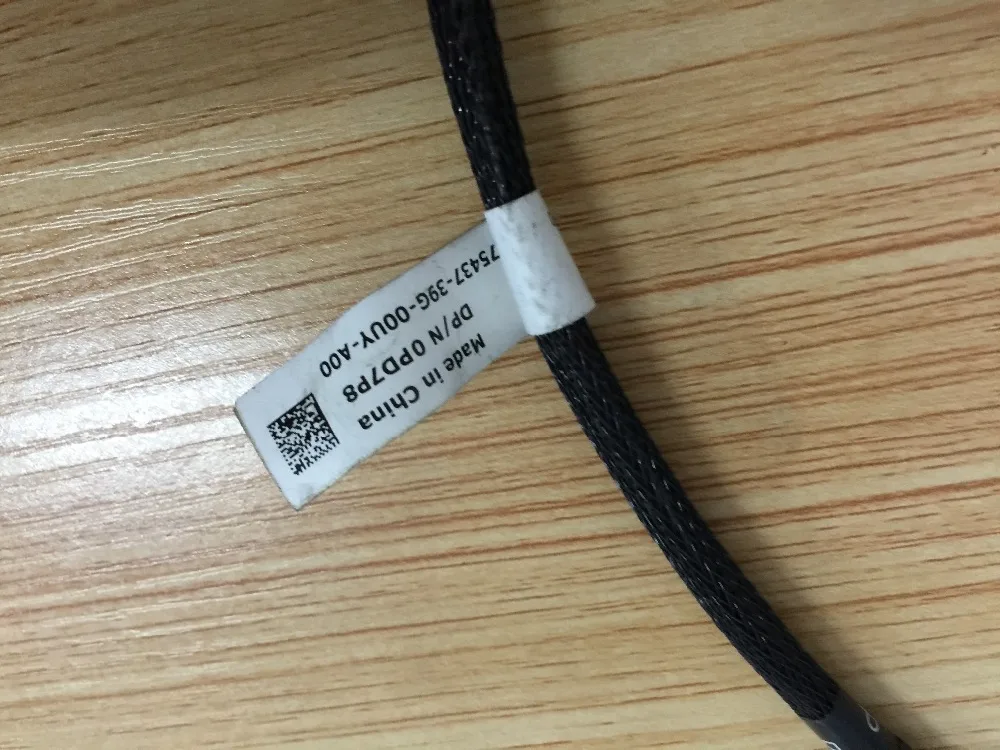 Made in China
DP/N 0PD7P8
75437-39G-00UY-A00